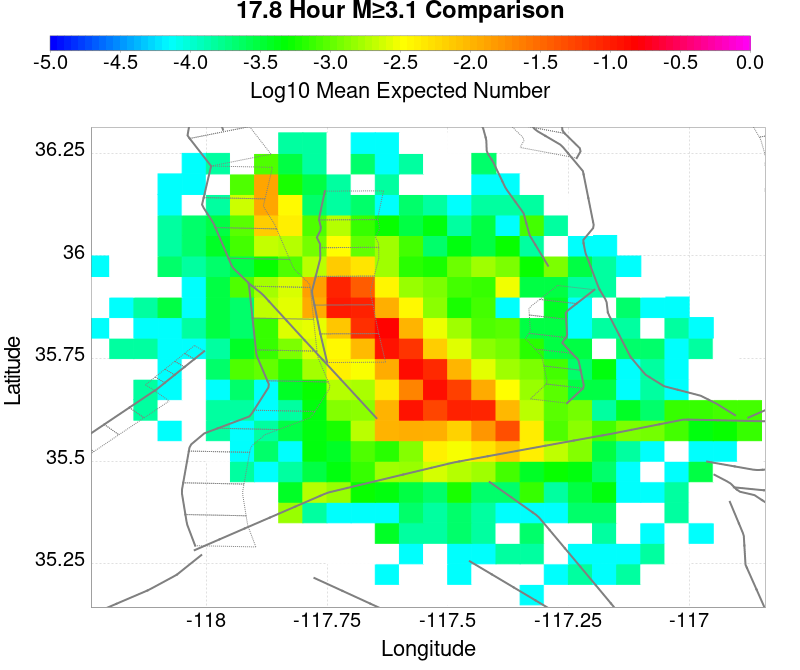 17.8 Hour M≥3.1 Comparison
-5.0 -4.5 -4.0 -3.5 -3.0 -2.5 -2.0 -1.5 -1.0 -0.5 0.0
Log10 Mean Expected Number
36.25
36
35.75
35.5
35.25
Latitude
-118 -117.75 -117.5 -117.25 -117
Longitude